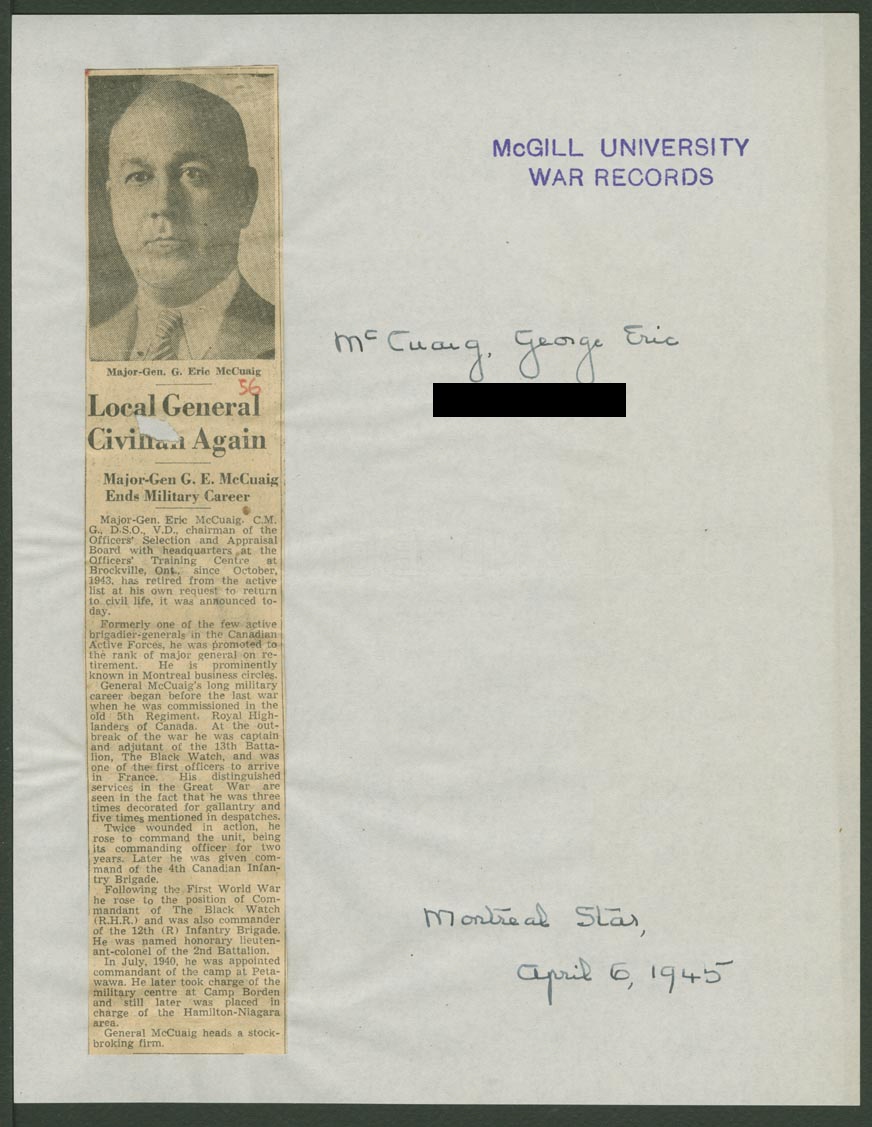 McGILL UNIVERSITY
WAR RECORDS
McCuaig, George Eric
Major-Gen. G. Eric McCuaig
56
Local General
Civilian Again
Major-Gen G. E. McCuaig
Ends Military Career
Major-Gen. Eric McCuaig, C.M.
G., D.S.O., V.D., chairman of the
Officers' Selection and Appraisal
Board with headquarters at the
Officers' Training Centre at
Brockville, Ont., since October,
1943, has retired from the active
list at his own request to return
to civil life, it was announced to-
day.
Formerly one of the few active
brigadier-generals in the Canadian
Active Forces, he was promoted to
the rank of major general on re-
tirement. He is prominently
known in Montreal business circles.
General McCuaig's long military
career began before the last war
when he was commissioned in the
old 5th Regiment, Royal High-
landers of Canada. At the out-
break of the war he was captain
and adjutant of the 13th Batta-
lion, The Black Watch, and was
one of the first officers to arrive
in France. His distinguished
services in the Great War are
seen in the fact that he was three
times decorated for gallantry and
five times mentioned in despatches.
Twice wounded in action, he
rose to command the unit, being
its commanding officer for two
years. Later he was given com-
mand of the 4th Canadian Infan-
try Brigade.
Following the First World War
he rose to the position of Com-
mandant of The Black Watch
(R.H.R.) and was also commander
of the 12th (R) Infantry Brigade.
He was named honorary lieuten-
ant-colonel of the 2nd Battalion.
In July, 1940, he was appointed
commandant of the camp at Peta-
wawa. He later took charge of the
military centre at Camp Borden
and still later was placed in
charge of the Hamilton-Niagara
area.
General McCuaig heads a stock-
broking firm.
Montreal Star,
April 6, 1945